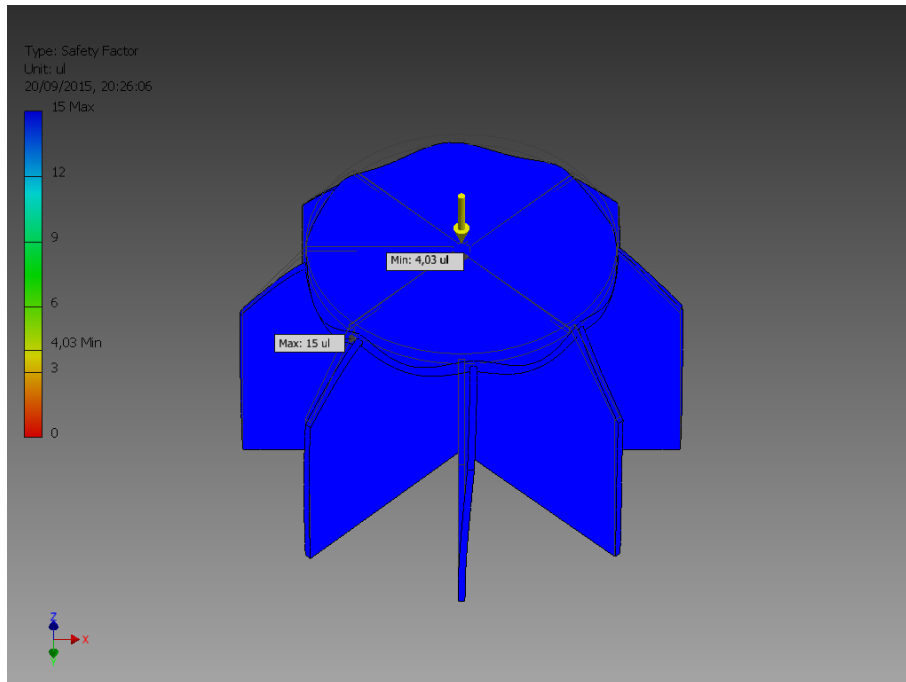 Type: Safety Factor
Unit: ul
20/09/2015, 20:26:06
15 Max
12
9
6
4,03 Min
3
0
Min: 4,03 ul
Max: 15 ul
Z
X